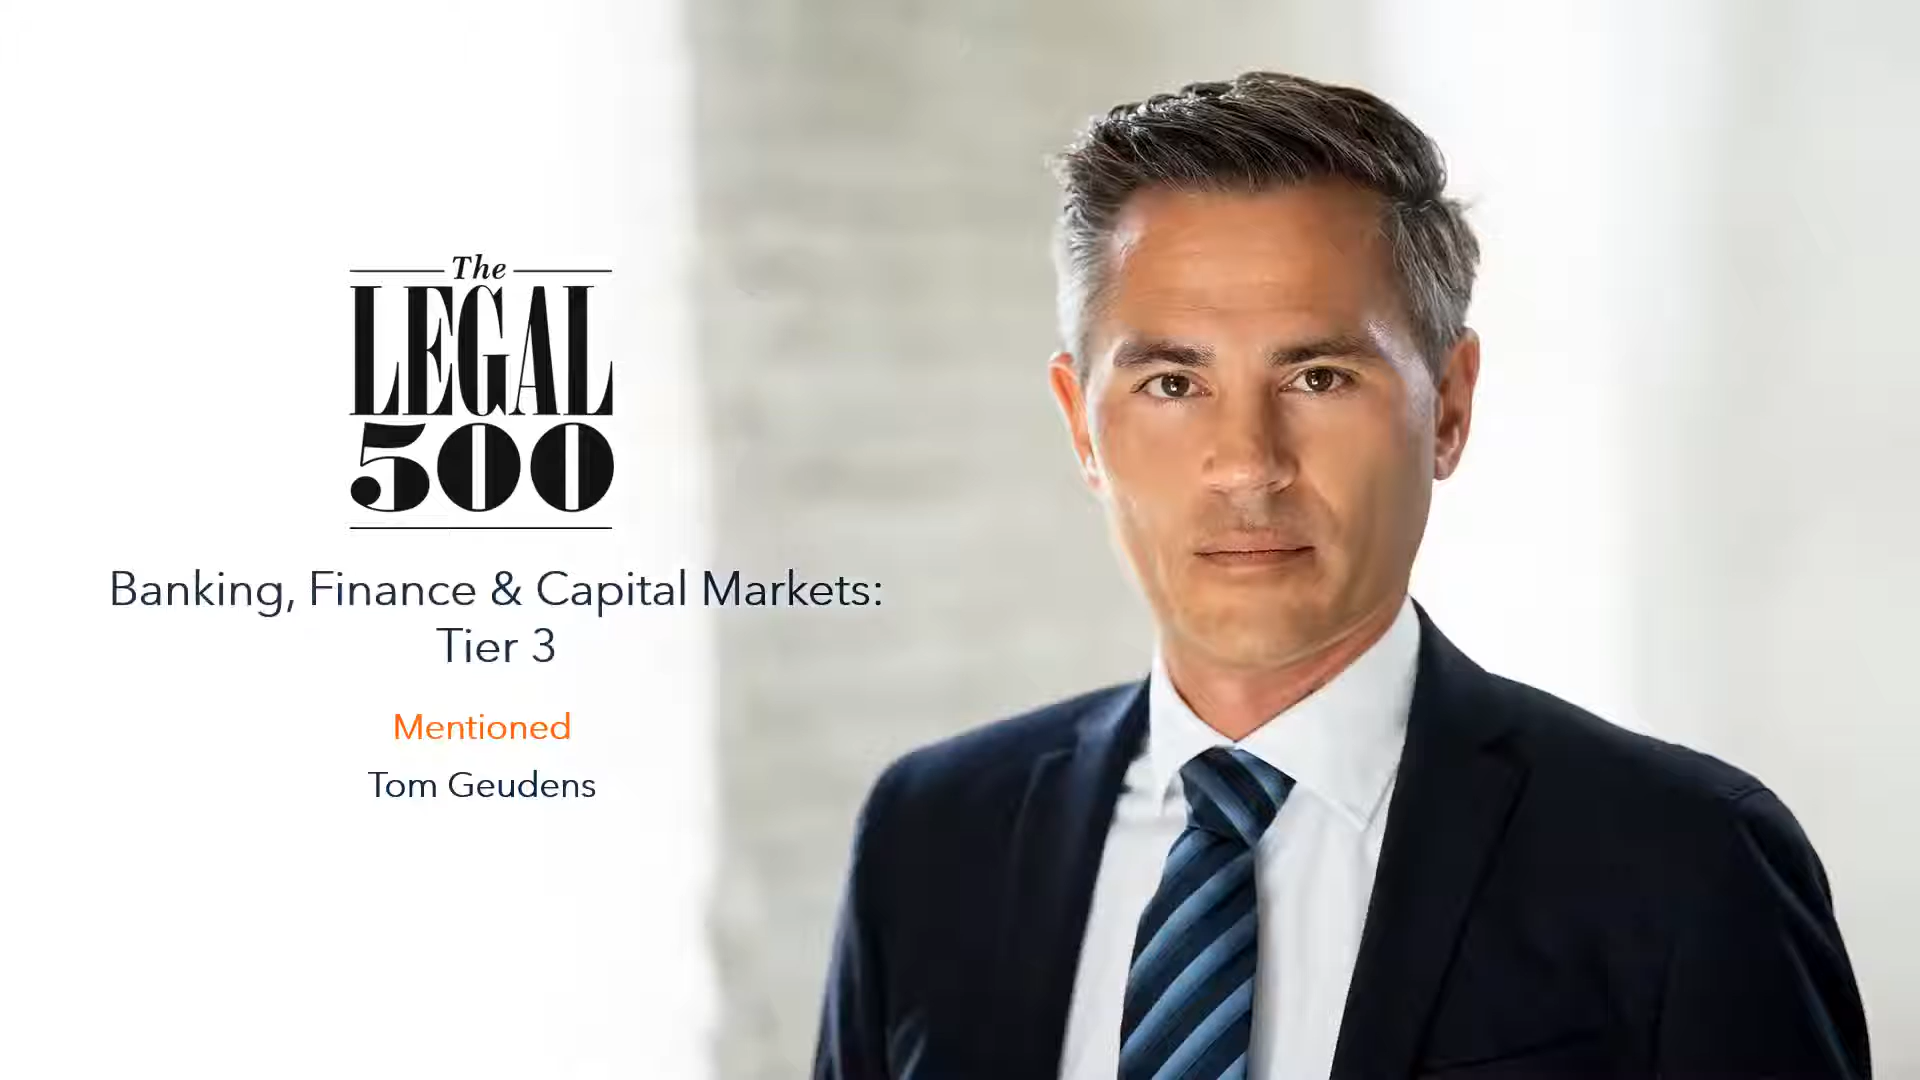 The
LEGAL
500
Banking, Finance & Capital Markets:
Tier 3
Mentioned
Tom Geudens